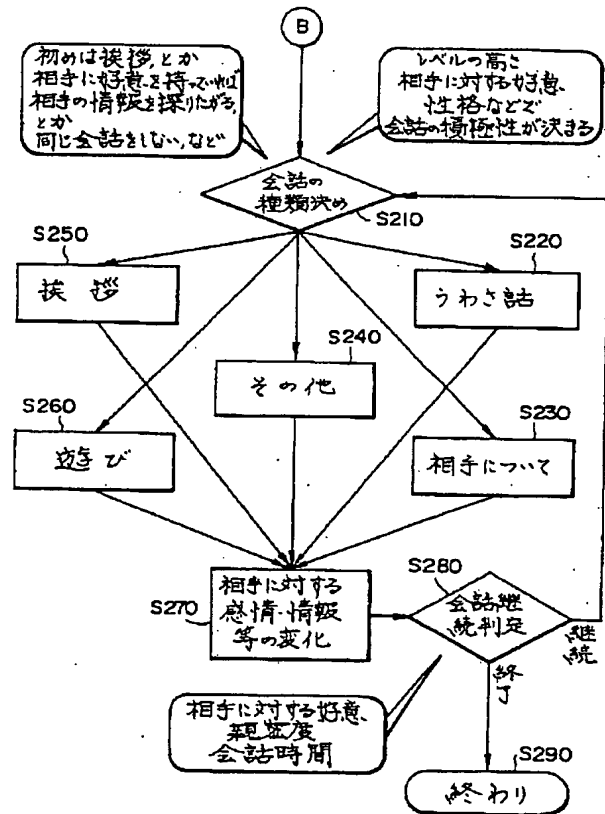 B
初めは挨拶、とか
相手に好意を持っていれば
相手の情報を探りたがる、
とか
同じ会話をしない、など
レベルの高さ
相手に対する好意、
性格などで
会話の積極性が決まる
会話の
種類決め
S210
S250
挨拶
S220
うわさ話
S240
その他
S260
遊び
S230
相手について
S270
相手に対する
感情・情報
等の変化
S280
会話継
続判定
継続
終了
相手に対する好意、
親密度
会話時間
S290
終わり